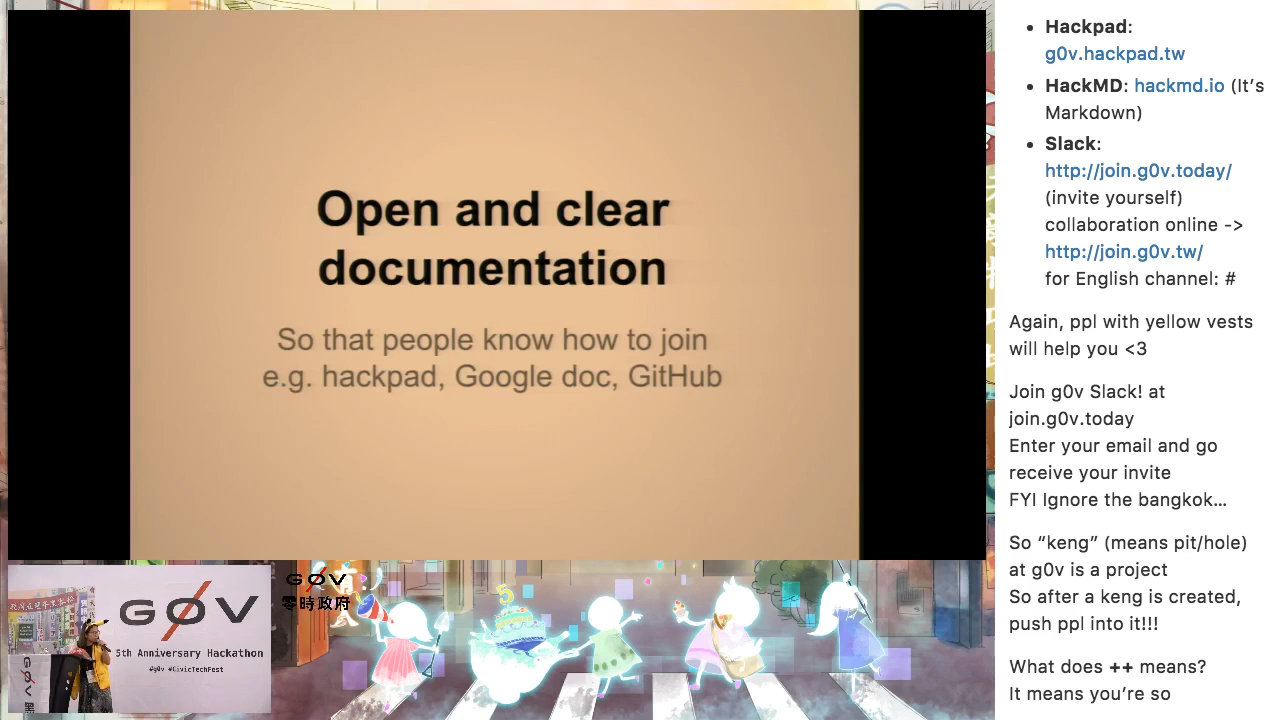 Open and clear
documentation
So that people know how to join
e.g. hackpad, Google doc, GitHub
Hackpad:
g0v.hackpad.tw
HackMD: hackmd.io (It’s
Markdown)
Slack:
http://join.g0v.today/
(invite yourself)
collaboration online ->
http://join.g0v.tw/
for English channel: #
Again, ppl with yellow vests
will help you <3
Join g0v Slack! at
join.g0v.today
Enter your email and go
receive your invite
FYI Ignore the bangkok...
So “keng” (means pit/hole)
at g0v is a project
So after a keng is created,
push ppl into it!!!
What does ++ means?
It means you’re so
G0V
5th Anniversary Hackathon
#g0v #CivicTechFest
G0V
零時政府
5
G0V